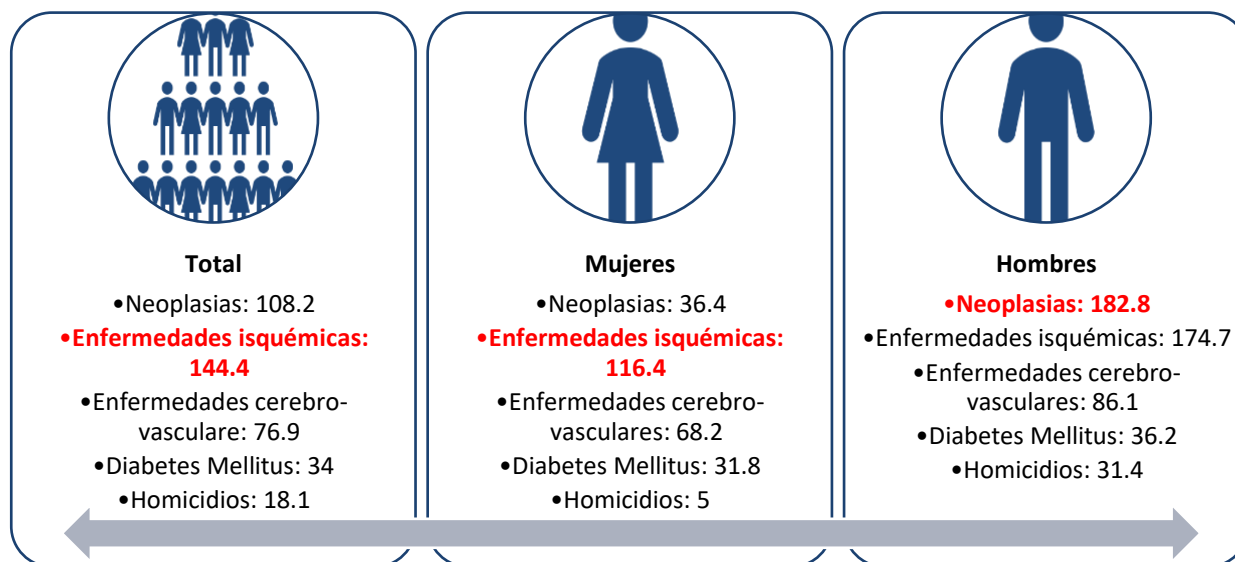 Total
•Neoplasias: 108.2
•Enfermedades isquémicas:
144.4
•Enfermedades cerebro-
vasculare: 76.9
•Diabetes Mellitus: 34
•Homicidios: 18.1
Mujeres
•Neoplasias: 36.4
•Enfermedades isquémicas:
116.4
•Enfermedades cerebro-
vasculares: 68.2
•Diabetes Mellitus: 31.8
•Homicidios: 5
Hombres
•Neoplasias: 182.8
•Enfermedades isquémicas: 174.7
•Enfermedades cerebro-
vasculares: 86.1
•Diabetes Mellitus: 36.2
•Homicidios: 31.4